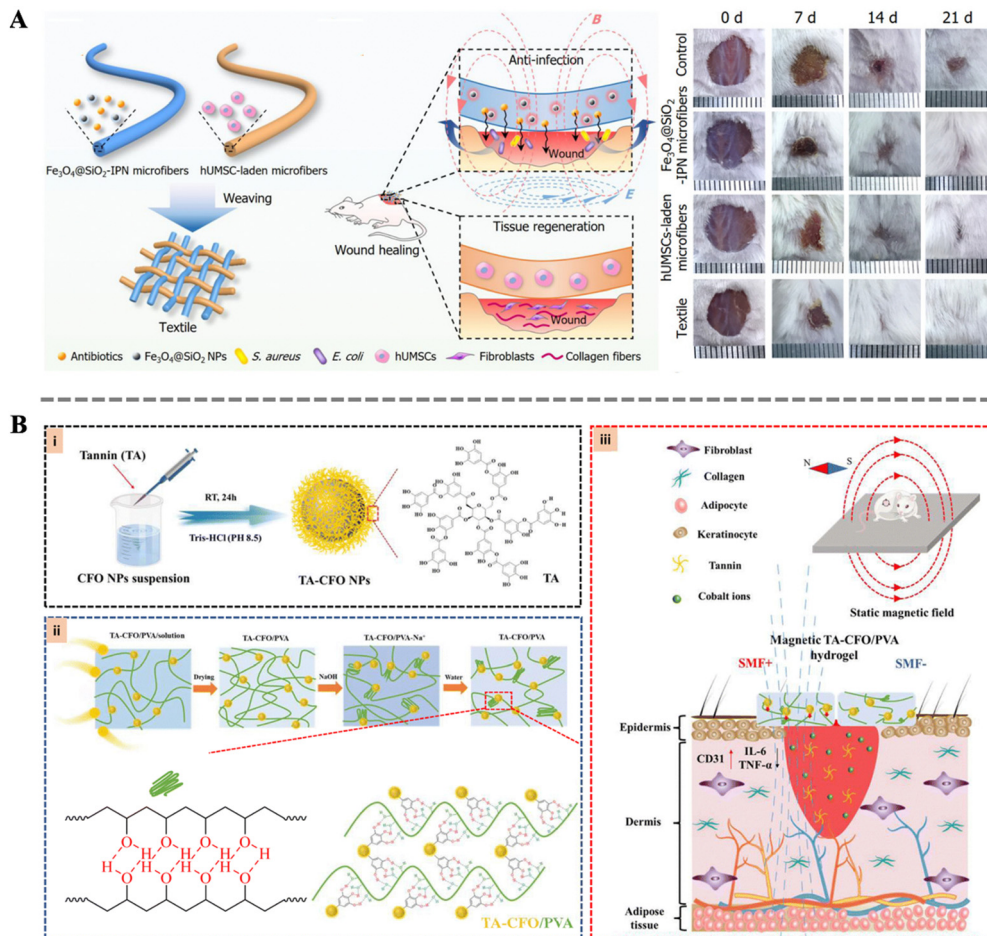 A
Fe3O4@SiO2-IPN microfibers
hUMSC-laden microfibers
Weaving
Textile
Wound healing
Anti-infection
B
Wound
E
Tissue regeneration
Wound
Antibiotics
Fe3O4@SiO2 NPs
S. aureus
E. coli
hUMSCs
Fibroblasts
Collagen fibers
0 d
7 d
14 d
21 d
Control
Fe3O4@SiO2
-IPN microfibers
hUMSCs-laden
microfibers
Textile
B
i
Tannin (TA)
CFO NPs suspension
RT, 24h
Tris-HCl (PH 8.5)
TA-CFO NPs
TA
ii
TA-CFO/PVA/solution
Drying
TA-CFO/PVA
NaOH
TA-CFO/PVA-Na+
Water
TA-CFO/PVA
TA-CFO/PVA
iii
Fibroblast
Collagen
Adipocyte
Keratinocyte
Tannin
Cobalt ions
N
S
Static magnetic field
Magnetic TA-CFO/PVA
hydrogel
SMF+
SMF-
Epidermis
CD31
IL-6
TNF-α
Dermis
Adipose
tissue